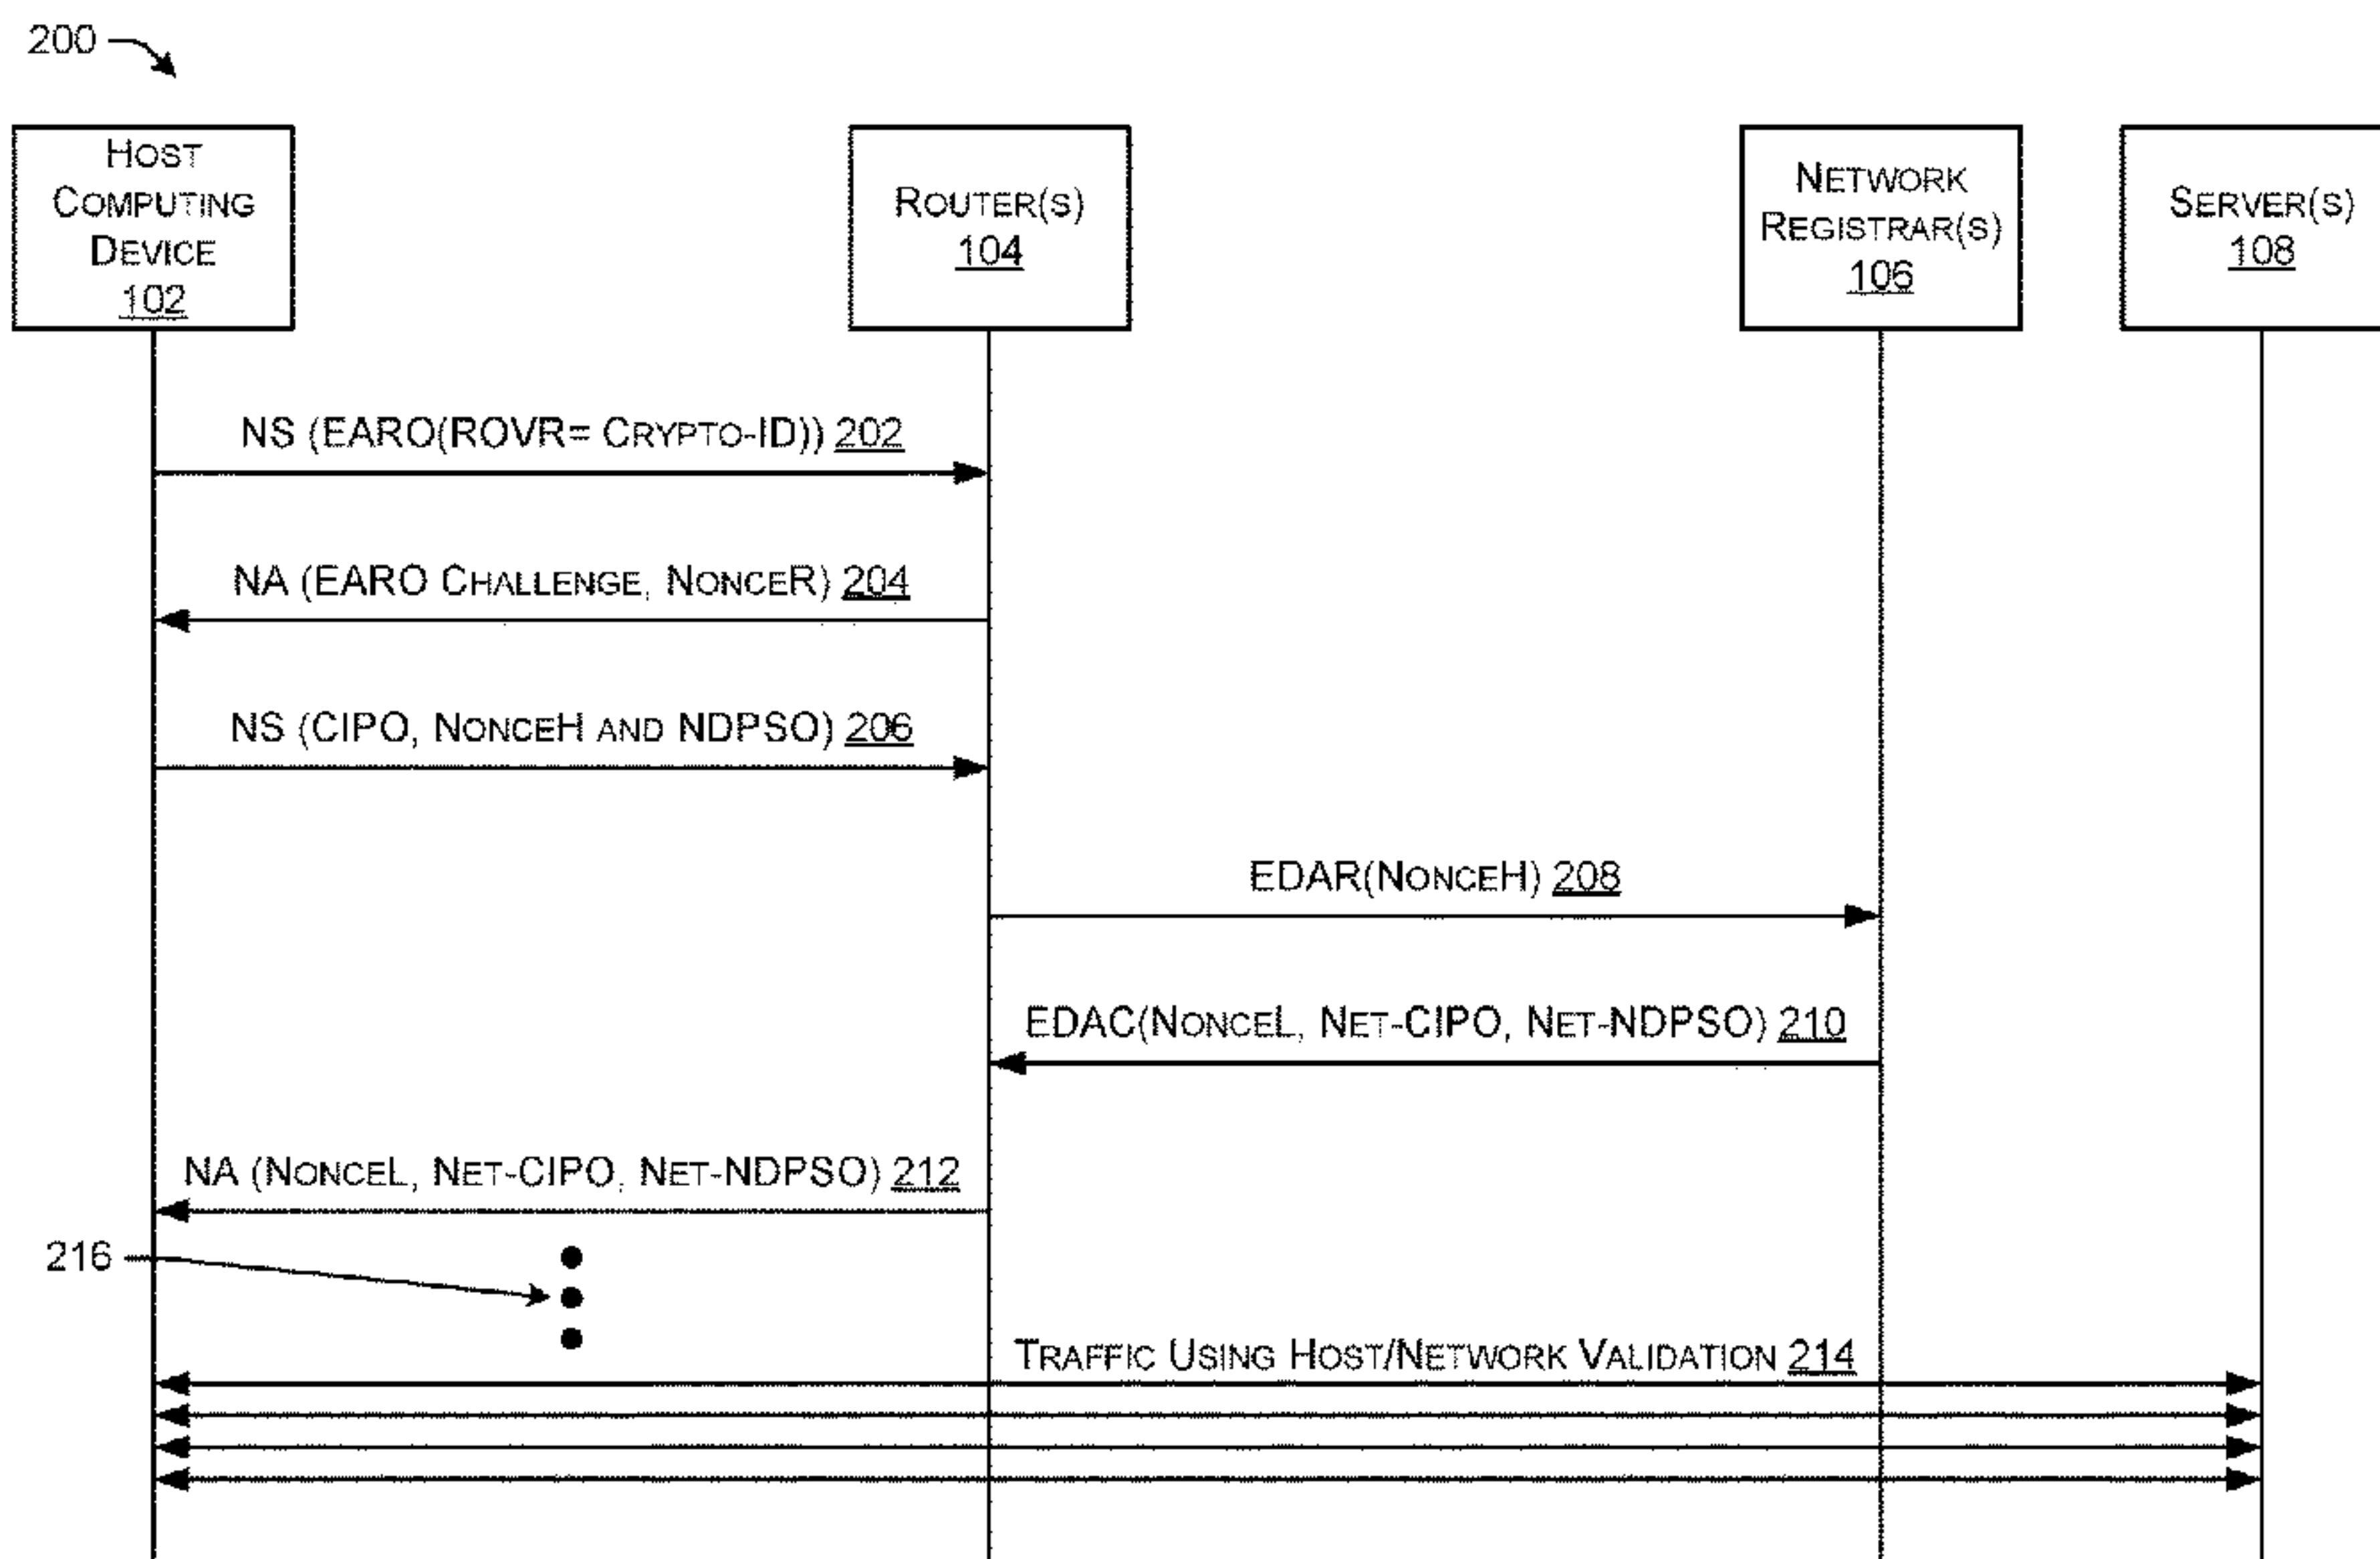 200
HOST
COMPUTING
DEVICE
102
ROUTER(S)
104
NETWORK
REGISTRAR(S)
106
SERVER(S)
108
NS (EARO(ROVR= CRYPTO-ID)) 202
NA (EARO CHALLENGE, NONCER) 204
NS (CIPO, NONCEH AND NDPSO) 206
EDAR(NONCEH) 208
EDAC(NONCEL, NET-CIPO, NET-NDPSO) 210
NA (NONCEL, NET-CIPO, NET-NDPSO) 212
216
TRAFFIC USING HOST/NETWORK VALIDATION 214